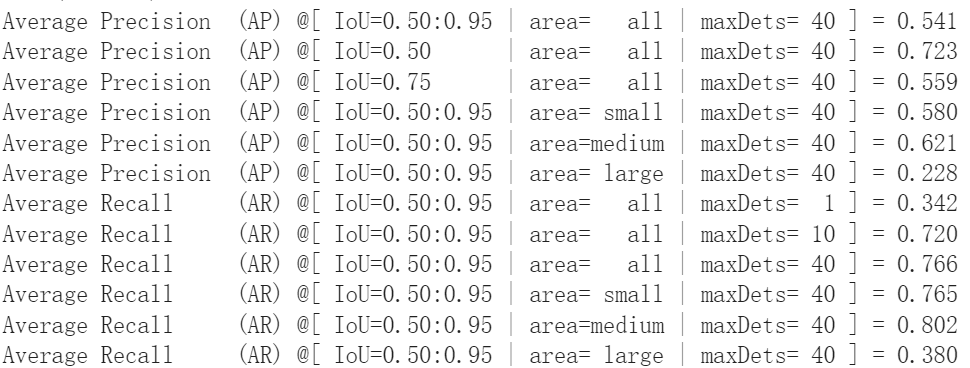 Average Precision  (AP) @[ IoU=0.50:0.95 | area=   all | maxDets= 40 ] = 0.541
Average Precision  (AP) @[ IoU=0.50      | area=   all | maxDets= 40 ] = 0.723
Average Precision  (AP) @[ IoU=0.75      | area=   all | maxDets= 40 ] = 0.559
Average Precision  (AP) @[ IoU=0.50:0.95 | area= small | maxDets= 40 ] = 0.580
Average Precision  (AP) @[ IoU=0.50:0.95 | area=medium | maxDets= 40 ] = 0.621
Average Precision  (AP) @[ IoU=0.50:0.95 | area= large | maxDets= 40 ] = 0.228
Average Recall     (AR) @[ IoU=0.50:0.95 | area=   all | maxDets=  1 ] = 0.342
Average Recall     (AR) @[ IoU=0.50:0.95 | area=   all | maxDets= 10 ] = 0.720
Average Recall     (AR) @[ IoU=0.50:0.95 | area=   all | maxDets= 40 ] = 0.766
Average Recall     (AR) @[ IoU=0.50:0.95 | area= small | maxDets= 40 ] = 0.765
Average Recall     (AR) @[ IoU=0.50:0.95 | area=medium | maxDets= 40 ] = 0.802
Average Recall     (AR) @[ IoU=0.50:0.95 | area= large | maxDets= 40 ] = 0.380